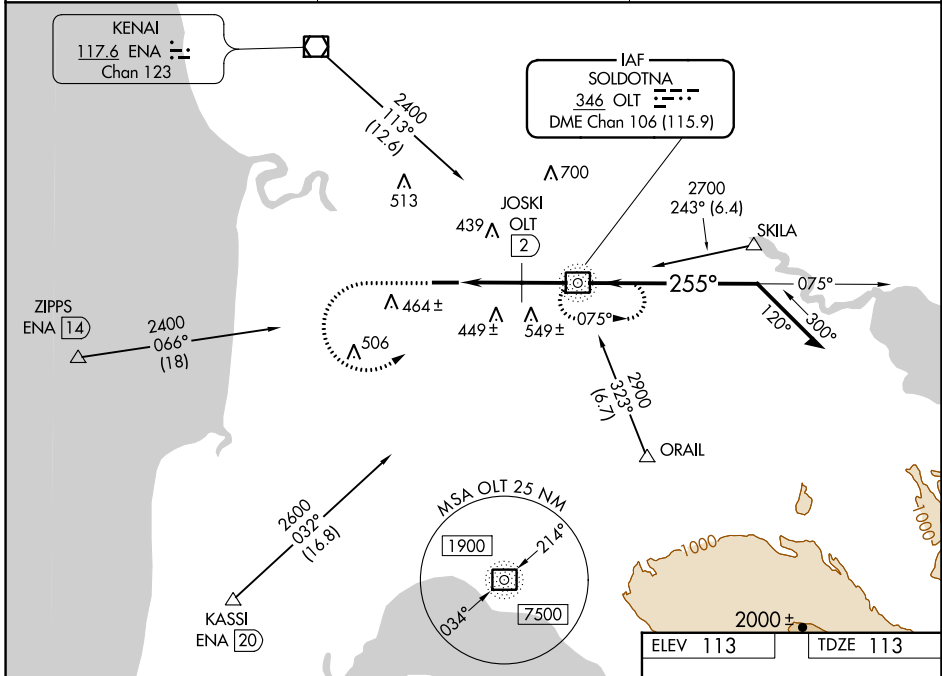 KENAI
117.6 ENA
Chan 123
IAF
SOLDOTNA
346 OLT
DME Chan 106 (115.9)
2400
113°
(12.6)
513
700
439
JOSKI
OLT
2
2700
243° (6.4)
SKILA
255°
075°
120°
300°
ZIPPS
ENA 14
2400
066°
(18)
464 ±
449 ±
549 ±
075°
506
2900
323°
(6.7)
ORAIL
2600
032°
(16.8)
KASSI
ENA 20
MSA OLT 25 NM
1900
214°
034°
7500
1000
1000
2000 ±
ELEV 113
TDZE 113